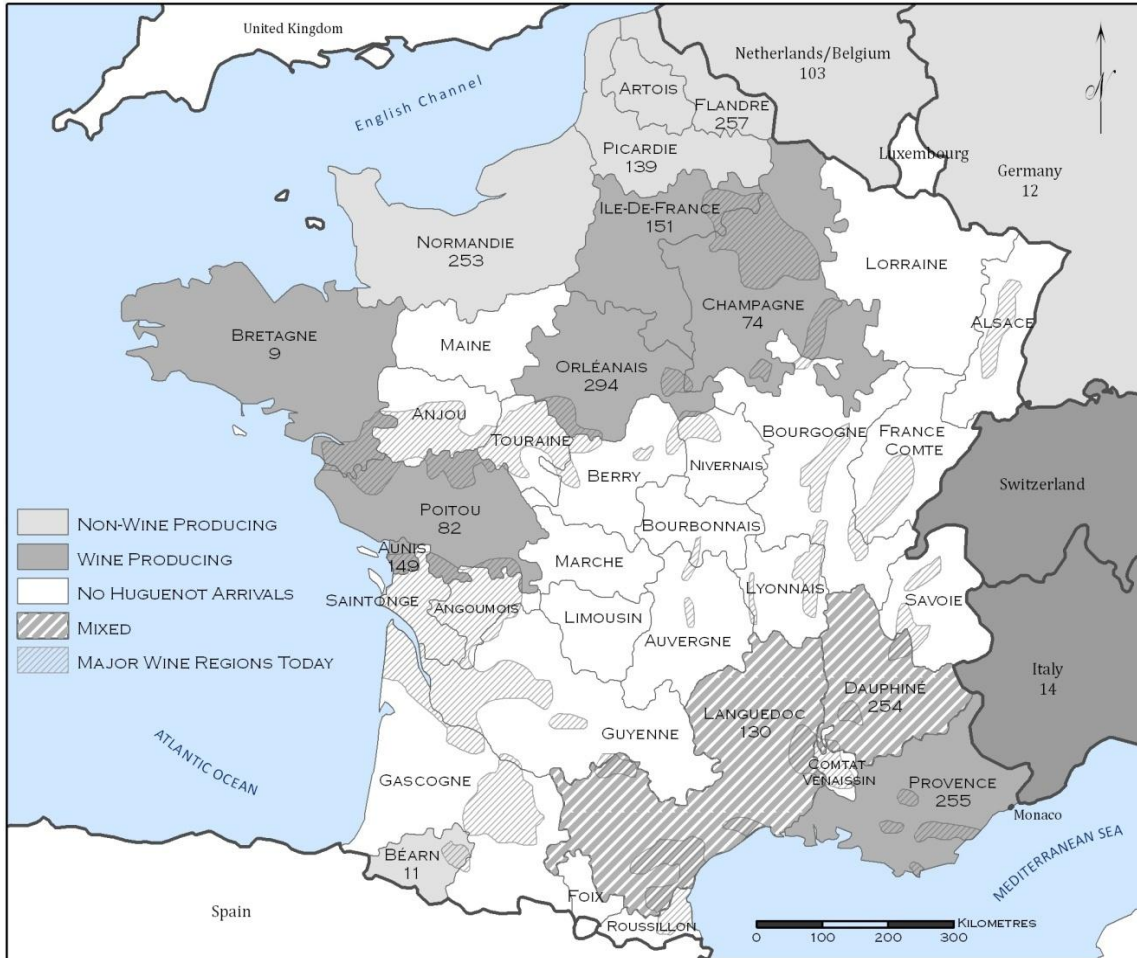 United Kingdom
Netherlands/Belgium
103
English Channel
ARTOIS
FLANDRE
257
PICARDIE
139
Luxembourg
Germany
12
ILE-DE-FRANCE
151
NORMANDIE
253
LORRAINE
CHAMPAGNE
74
ALSACE
BRETAGNE
9
MAINE
ORLÉANAIS
294
ANJOU
TOURAINE
BOURGOGNE
FRANCE
COMTE
BERRY
NIVERNAIS
Switzerland
POITOU
82
BOURBONNAIS
NON-WINE PRODUCING
WINE PRODUCING
NO HUGUENOT ARRIVALS
MIXED
MAJOR WINE REGIONS TODAY
AUNIS
149
MARCHE
SAINTONGE
ANGOUMOIS
LIMOUSIN
LYONNAIS
SAVOIE
AUVERGNE
Italy
14
DAUPHINÉ
254
LANGUEDOC
130
GUYENNE
ATLANTIC OCEAN
GASCOGNE
COMTAT
VENAISSIN
PROVENCE
255
Monaco
MEDITERRANEAN SEA
BÉARN
11
Spain
FOIX
ROUSSILLON
KILOMETRES
0 100 200 300
N